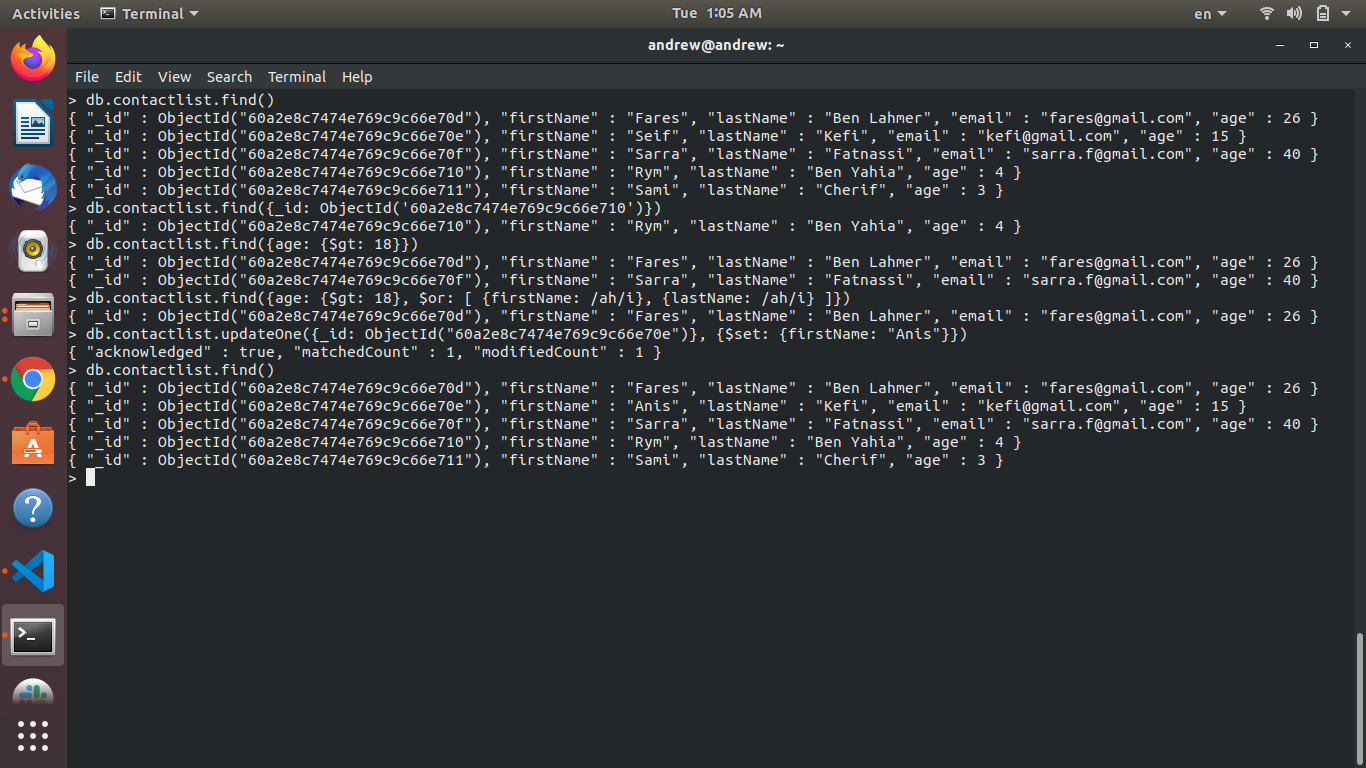 Activities Terminal Tue 1:05 AM en
andrew@andrew: ~
File Edit View Search Terminal Help
> db.contactlist.find()
{ "_id" : ObjectId("60a2e8c7474e769c9c66e70d"), "firstName" : "Fares", "lastName" : "Ben Lahmer", "email" : "fares@gmail.com", "age" : 26 }
{ "_id" : ObjectId("60a2e8c7474e769c9c66e70e"), "firstName" : "Seif", "lastName" : "Kefi", "email" : "kefi@gmail.com", "age" : 15 }
{ "_id" : ObjectId("60a2e8c7474e769c9c66e70f"), "firstName" : "Sarra", "lastName" : "Fatnassi", "email" : "sarra.f@gmail.com", "age" : 40 }
{ "_id" : ObjectId("60a2e8c7474e769c9c66e710"), "firstName" : "Rym", "lastName" : "Ben Yahia", "age" : 4 }
{ "_id" : ObjectId("60a2e8c7474e769c9c66e711"), "firstName" : "Sami", "lastName" : "Cherif", "age" : 3 }
> db.contactlist.find({_id: ObjectId('60a2e8c7474e769c9c66e710')})
{ "_id" : ObjectId("60a2e8c7474e769c9c66e710"), "firstName" : "Rym", "lastName" : "Ben Yahia", "age" : 4 }
> db.contactlist.find({age: {$gt: 18}})
{ "_id" : ObjectId("60a2e8c7474e769c9c66e70d"), "firstName" : "Fares", "lastName" : "Ben Lahmer", "email" : "fares@gmail.com", "age" : 26 }
{ "_id" : ObjectId("60a2e8c7474e769c9c66e70f"), "firstName" : "Sarra", "lastName" : "Fatnassi", "email" : "sarra.f@gmail.com", "age" : 40 }
> db.contactlist.find({age: {$gt: 18}, $or: [ {firstName: /ah/i}, {lastName: /ah/i} ]})
{ "_id" : ObjectId("60a2e8c7474e769c9c66e70d"), "firstName" : "Fares", "lastName" : "Ben Lahmer", "email" : "fares@gmail.com", "age" : 26 }
> db.contactlist.updateOne({_id: ObjectId("60a2e8c7474e769c9c66e70e")}, {$set: {firstName: "Anis"}})
{ "acknowledged" : true, "matchedCount" : 1, "modifiedCount" : 1 }
> db.contactlist.find()
{ "_id" : ObjectId("60a2e8c7474e769c9c66e70d"), "firstName" : "Fares", "lastName" : "Ben Lahmer", "email" : "fares@gmail.com", "age" : 26 }
{ "_id" : ObjectId("60a2e8c7474e769c9c66e70e"), "firstName" : "Anis", "lastName" : "Kefi", "email" : "kefi@gmail.com", "age" : 15 }
{ "_id" : ObjectId("60a2e8c7474e769c9c66e70f"), "firstName" : "Sarra", "lastName" : "Fatnassi", "email" : "sarra.f@gmail.com", "age" : 40 }
{ "_id" : ObjectId("60a2e8c7474e769c9c66e710"), "firstName" : "Rym", "lastName" : "Ben Yahia", "age" : 4 }
{ "_id" : ObjectId("60a2e8c7474e769c9c66e711"), "firstName" : "Sami", "lastName" : "Cherif", "age" : 3 }
>